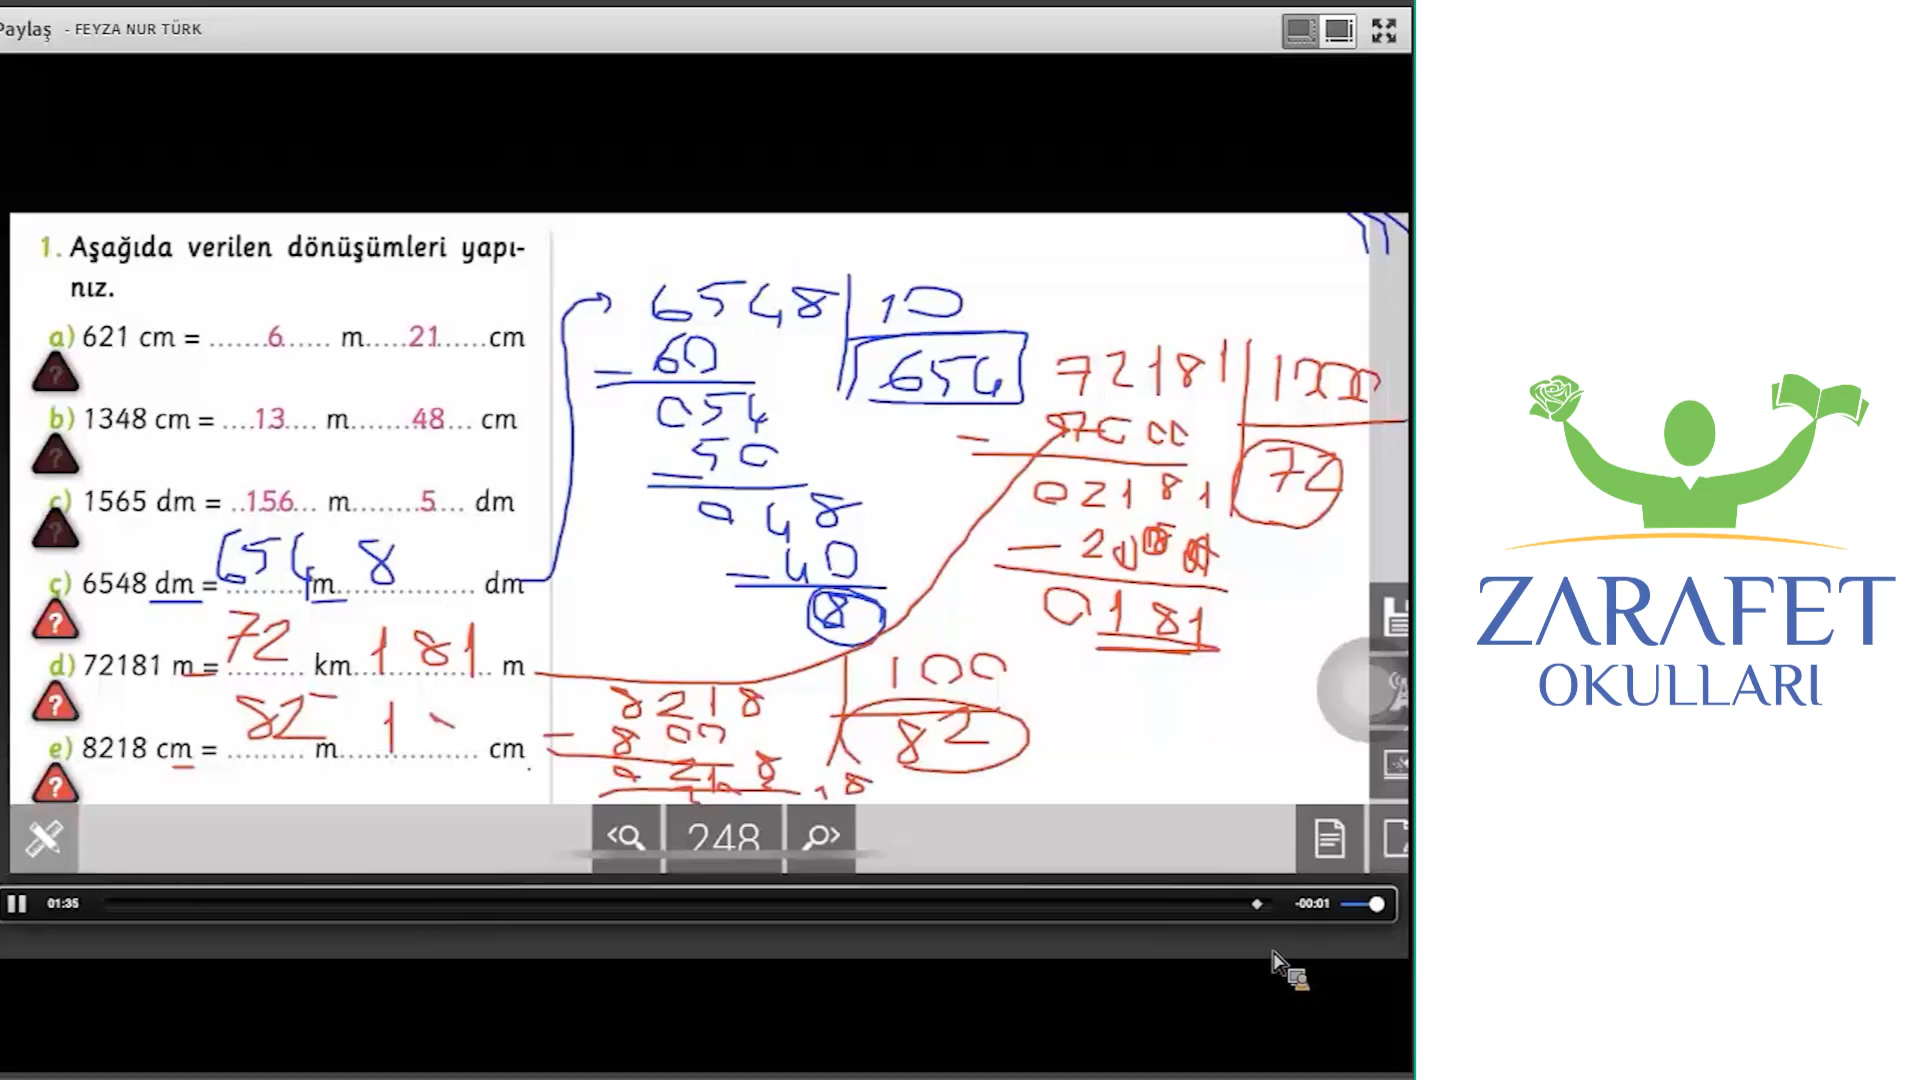 Paylaş - FEYZA NUR TÜRK
1. Aşağıda verilen dönüşümleri yapı-
nız.
a) 621 cm = .......6...... m.....21......cm
b) 1348 cm = ....13.... m.......48... cm
c) 1565 dm = ..156... m........5... dm
ç) 6548 dm = 654 m 8 dm
d) 72181 m = 72 km 181 m
e) 8218 cm = 82 m 1 cm
6548 10
- 60 654
054
- 50
048
- 40
8
72181
72
02181
0181
8218 100
800 82
18
248
01:35
-00:01
ZARAFET
OKULLARI